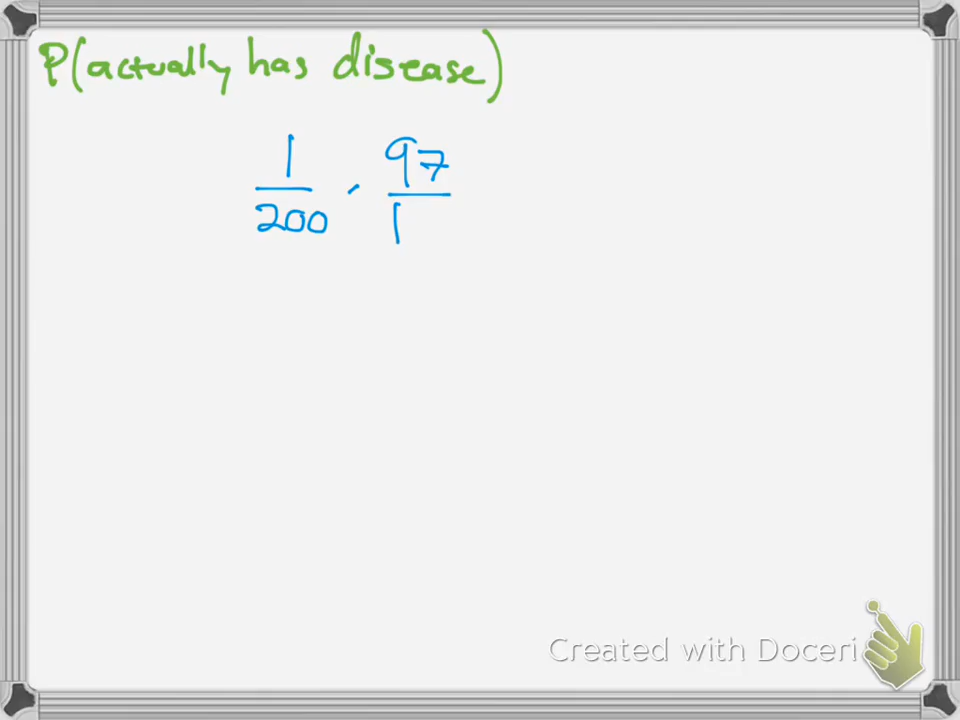 P(actually has disease)
1/200 · 97/1
Created with Doceri